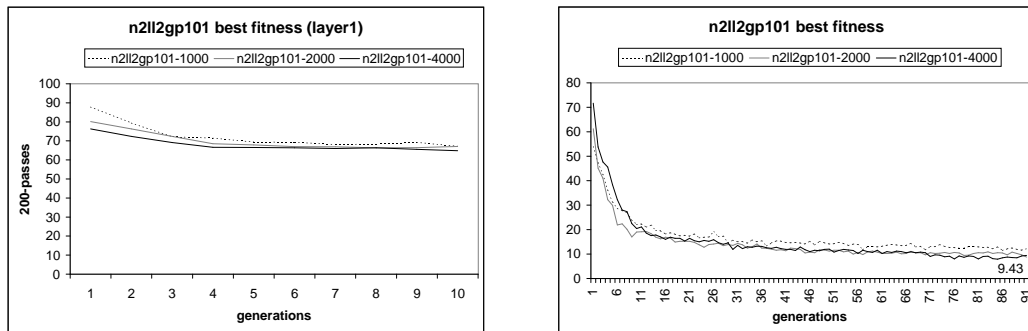 n2ll2gp101 best fitness (layer1)
n2ll2gp101-1000 n2ll2gp101-2000 n2ll2gp101-4000
100
90
80
70
60
50
40
30
20
10
0
200-passes
1 2 3 4 5 6 7 8 9 10
generations
n2ll2gp101 best fitness
n2ll2gp101-1000 n2ll2gp101-2000 n2ll2gp101-4000
80
70
60
50
40
30
20
10
0
9.43
1 6 11 16 21 26 31 36 41 46 51 56 61 66 71 76 81 86 91
generations